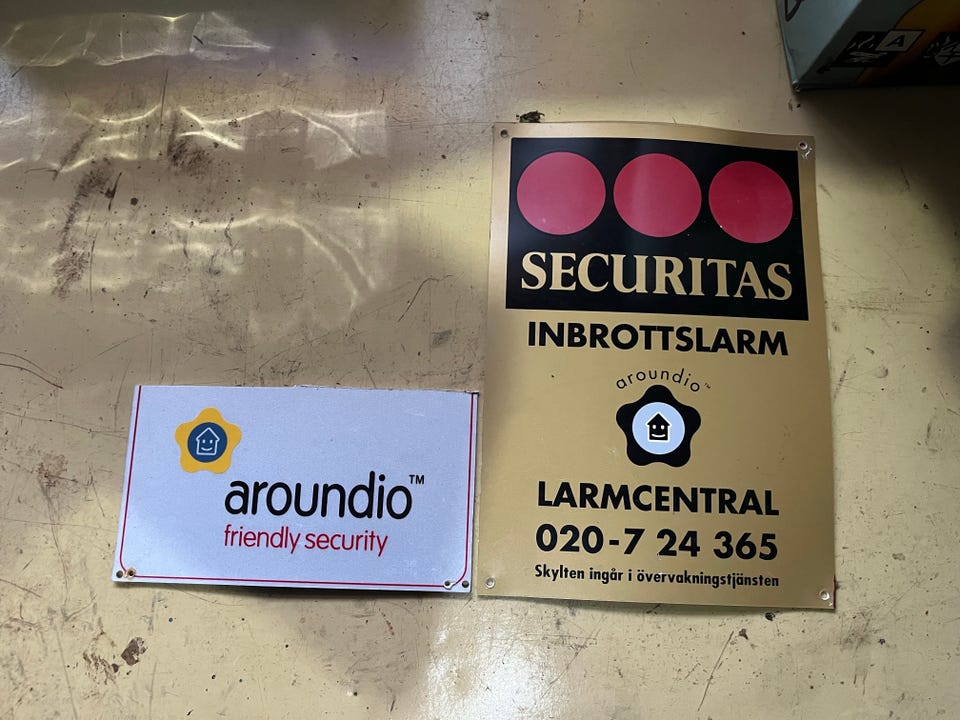 aroundio™
friendly security
SECURITAS
INBROTTSLARM
aroundio™
LARMCENTRAL
020-7 24 365
Skylten ingår i övervakningstjänsten
A